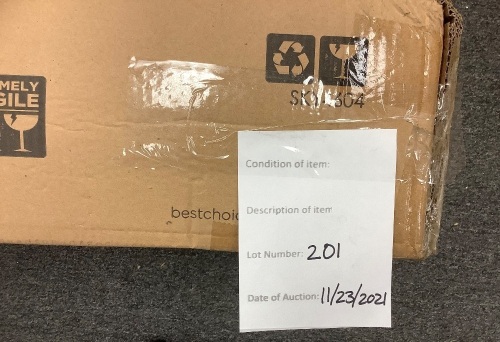 MELY
GILE
Condition of item:
bestchoic
Description of item
Lot Number: 201
Date of Auction: 11/23/2021